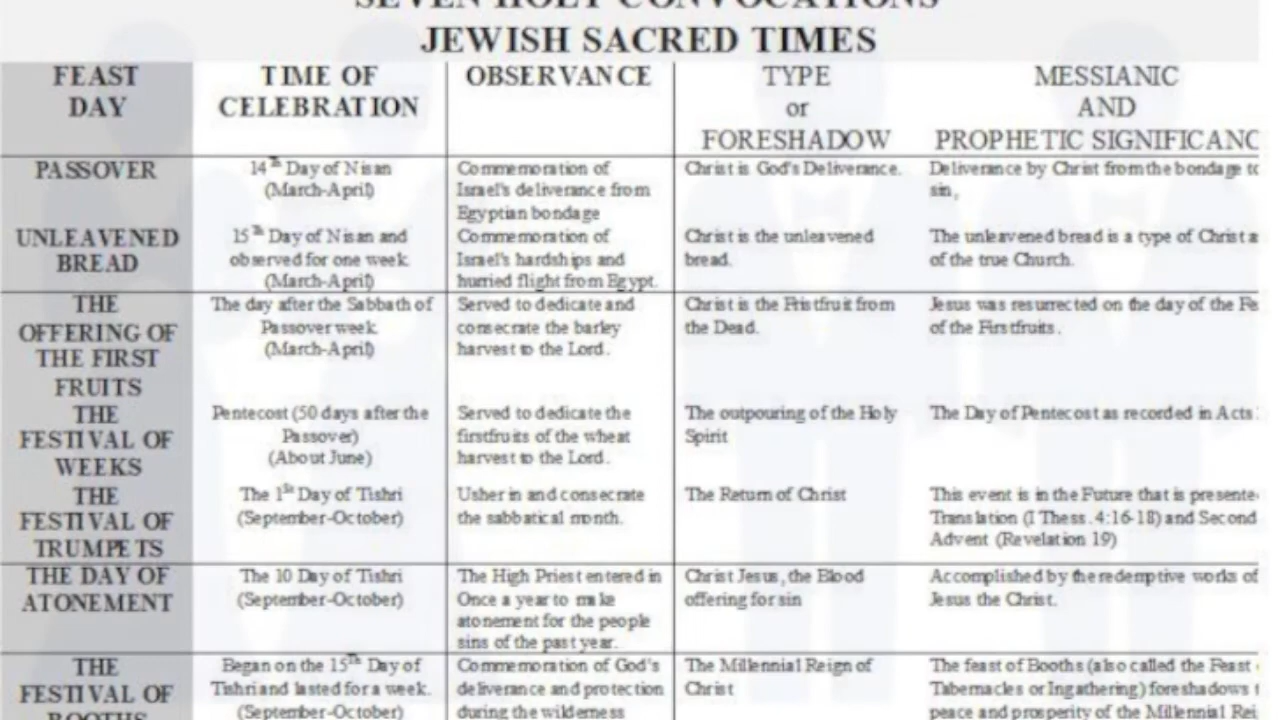 SEVEN HOLY CONVOCATIONS
JEWISH SACRED TIMES
FEAST DAY
TIME OF CELEBRATION
OBSERVANCE
TYPE or FORESHADOW
MESSIANIC AND PROPHETIC SIGNIFICANC
PASSOVER
14Th Day of Nisan
(March-April)
Commemoration of
Israel's deliverance from
Egyptian bondage
Christ is God's Deliverance.
Deliverance by Christ from the bondage to
sin,
UNLEAVENED
BREAD
15Th Day of Nisan and
observed for one week
(March-April)
Commemoration of
Israel's hardships and
hurried flight from Egypt.
Christ is the unleavened
bread.
The unleavened bread is a type of Christ
of the true Church.
THE
OFFERING OF
THE FIRST
FRUITS
The day after the Sabbath of
Passover week
(March-April)
Served to dedicate and
consecrate the barley
harvest to the Lord.
Christ is the Fristfruit from
the Dead.
Jesus was resurrected on the day of the Fe
of the Firstfruits.
THE
FESTIVAL OF
WEEKS
Pentecost (50 days after the
Passover)
(About June)
Served to dedicate the
firstfruits of the wheat
harvest to the Lord.
The outpouring of the Holy
Spirit
The Day of Pentecost as recorded in Acts
THE
FESTIVAL OF
TRUMPETS
The 1St Day of Tishri
(September-October)
Usher in and consecrate
the sabbatical month.
The Return of Christ
This event is in the Future that is presente
Translation (I Thess. 4:16-18) and Second
Advent (Revelation 19)
THE DAY OF
ATONEMENT
The 10 Day of Tishri
(September-October)
The High Priest entered in
Once a year to make
atonement for the people
sins of the past year.
Christ Jesus, the Blood
offering for sin
Accomplished by the redemptive works of
Jesus the Christ.
THE
FESTIVAL OF
BOOTHS
Began on the 15Th Day of
Tishri and lasted for a week.
(September-October)
Commemoration of God's
deliverance and protection
during the wilderness
The Millennial Reign of
Christ
The feast of Booths (also called the Feast
Tabernacles or Ingathering) foreshadows
peace and prosperity of the Millennial Rei